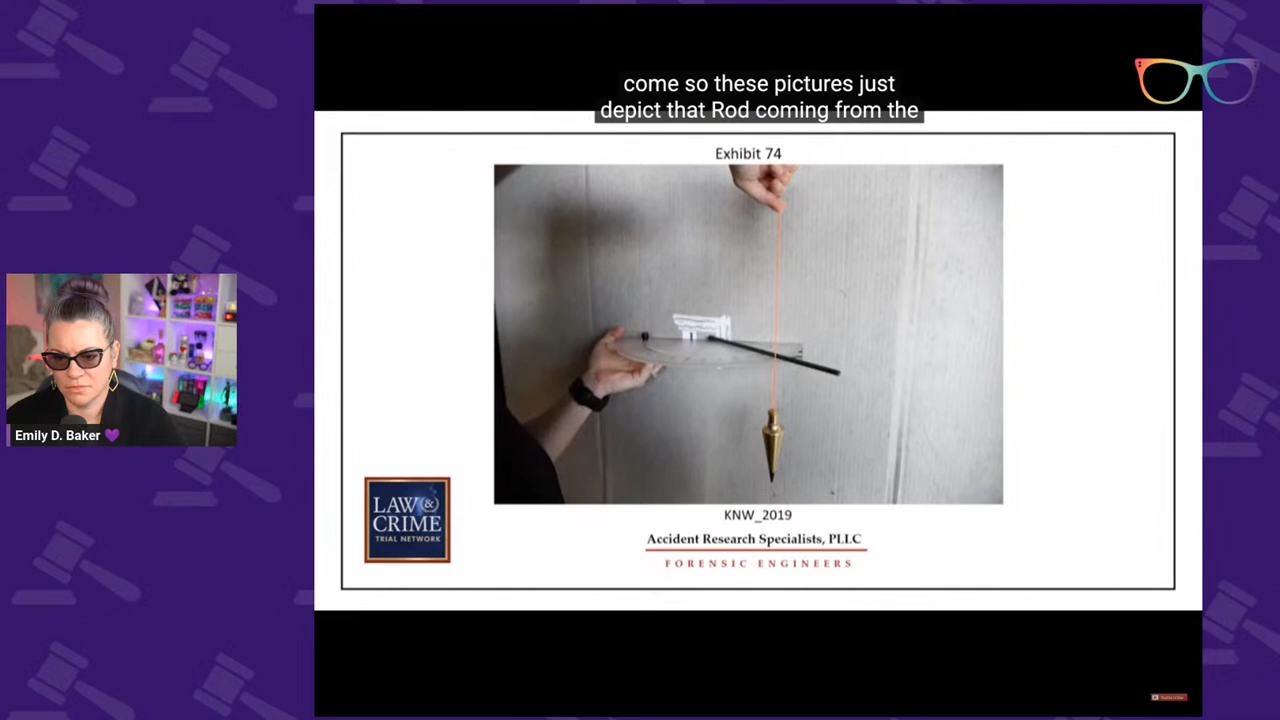 come so these pictures just
depict that Rod coming from the
Exhibit 74
KNW_2019
Accident Research Specialists, PLLC
FORENSIC ENGINEERS
LAW & CRIME
TRIAL NETWORK
Emily D. Baker 💜
Subscribe